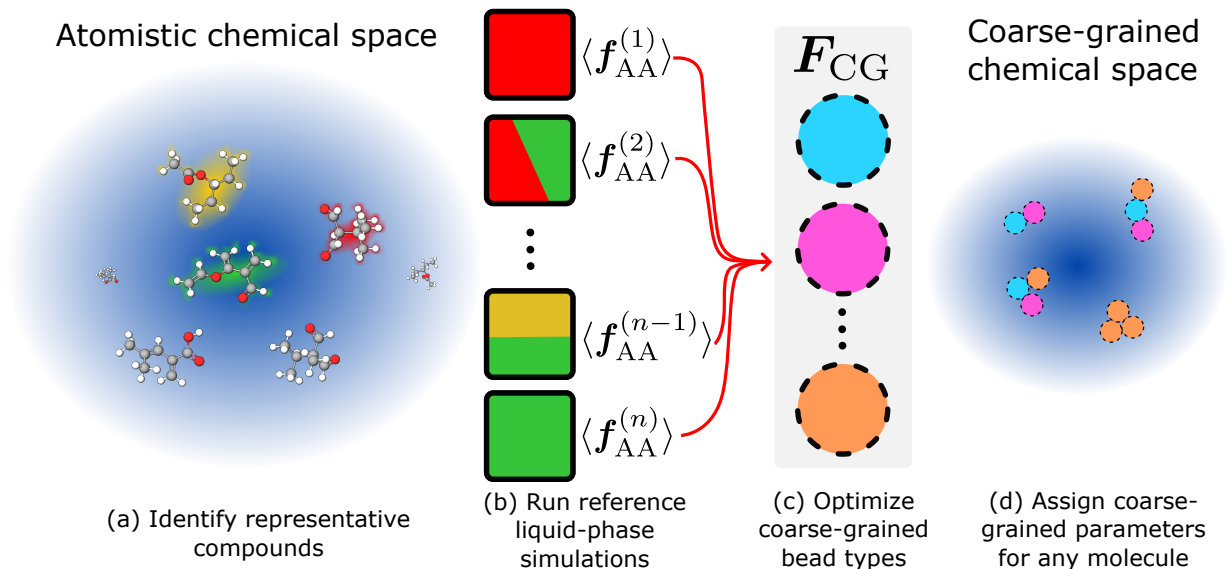 Atomistic chemical space
⟨f_AA^(1)⟩
⟨f_AA^(2)⟩
⟨f_AA^(n−1)⟩
⟨f_AA^(n)⟩
F_CG
Coarse-grained
chemical space
(a) Identify representative
compounds
(b) Run reference
liquid-phase
simulations
(c) Optimize
coarse-grained
bead types
(d) Assign coarse-
grained parameters
for any molecule